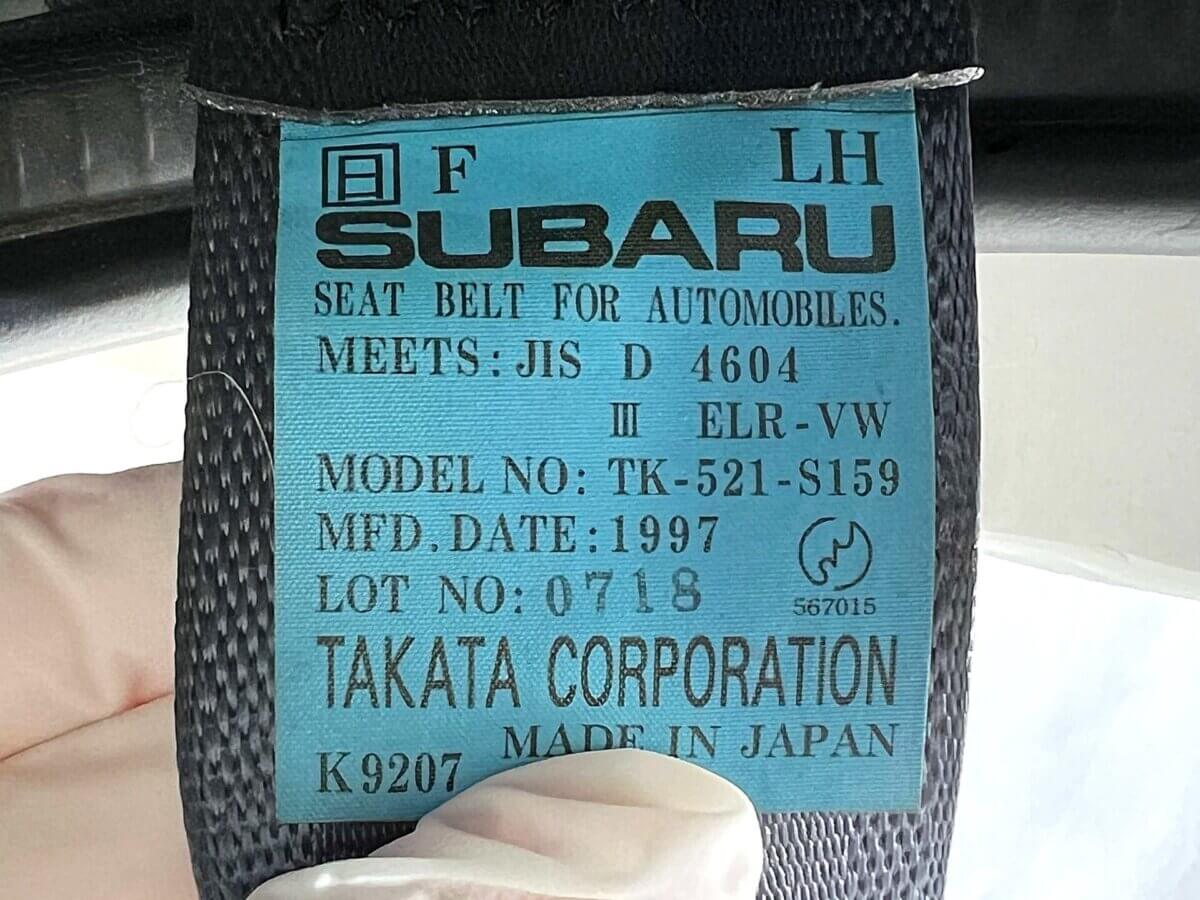 日 F LH
SUBARU
SEAT BELT FOR AUTOMOBILES.
MEETS: JIS D 4604
III ELR-VW
MODEL NO: TK-521-S159
MFD. DATE: 1997
LOT NO: 0718
567015
TAKATA CORPORATION
MADE IN JAPAN
K9207